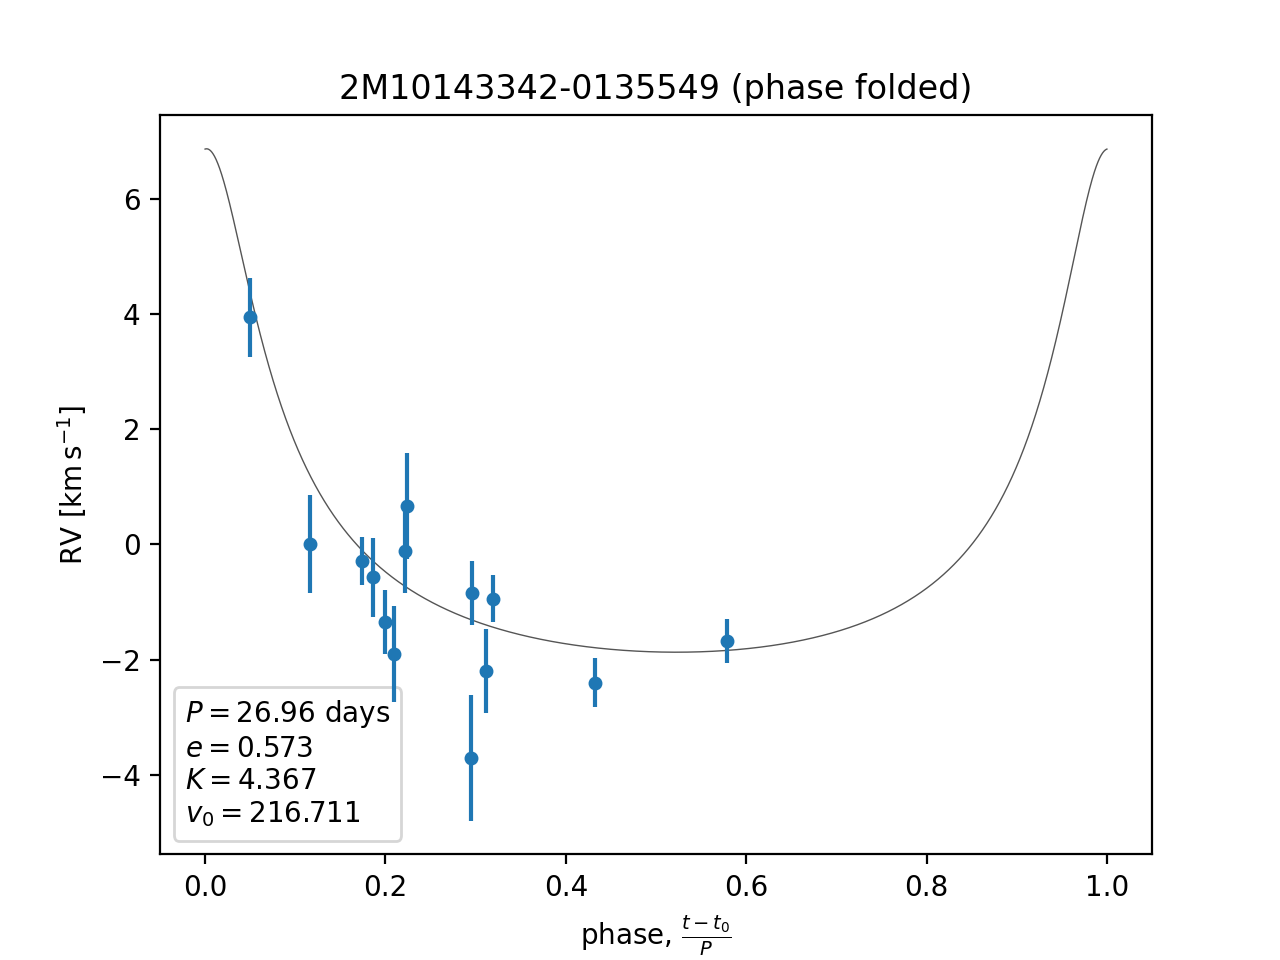 2M10143342-0135549 (phase folded)
RV [km s⁻¹]
6
4
2
0
−2
−4
P = 26.96 days
e = 0.573
K = 4.367
v₀ = 216.711
0.0 0.2 0.4 0.6 0.8 1.0
phase, (t − t₀)/P